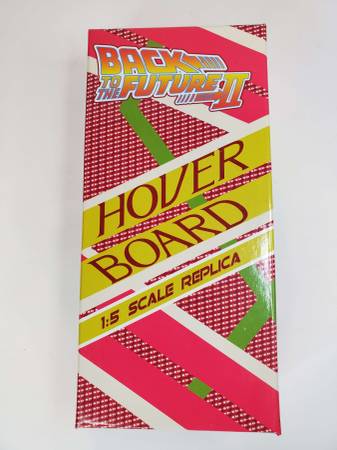 BACK
TO THE
FUTURE II
HOVER
BOARD
1:5 SCALE REPLICA